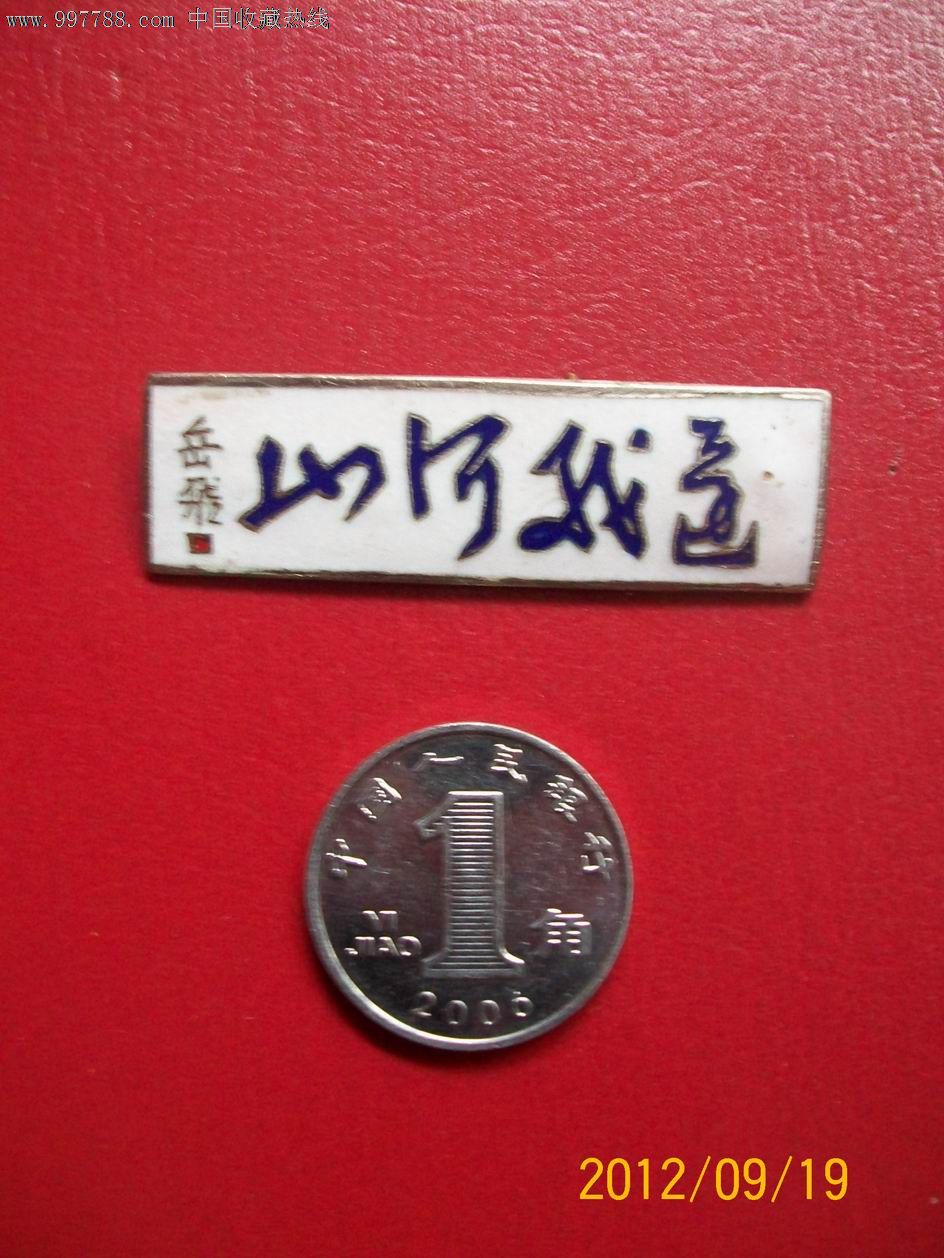 www.997788.com 中国收藏热线
还我河山
岳飛
中国人民银行
1
YI
JIAO
角
2006
2012/09/19